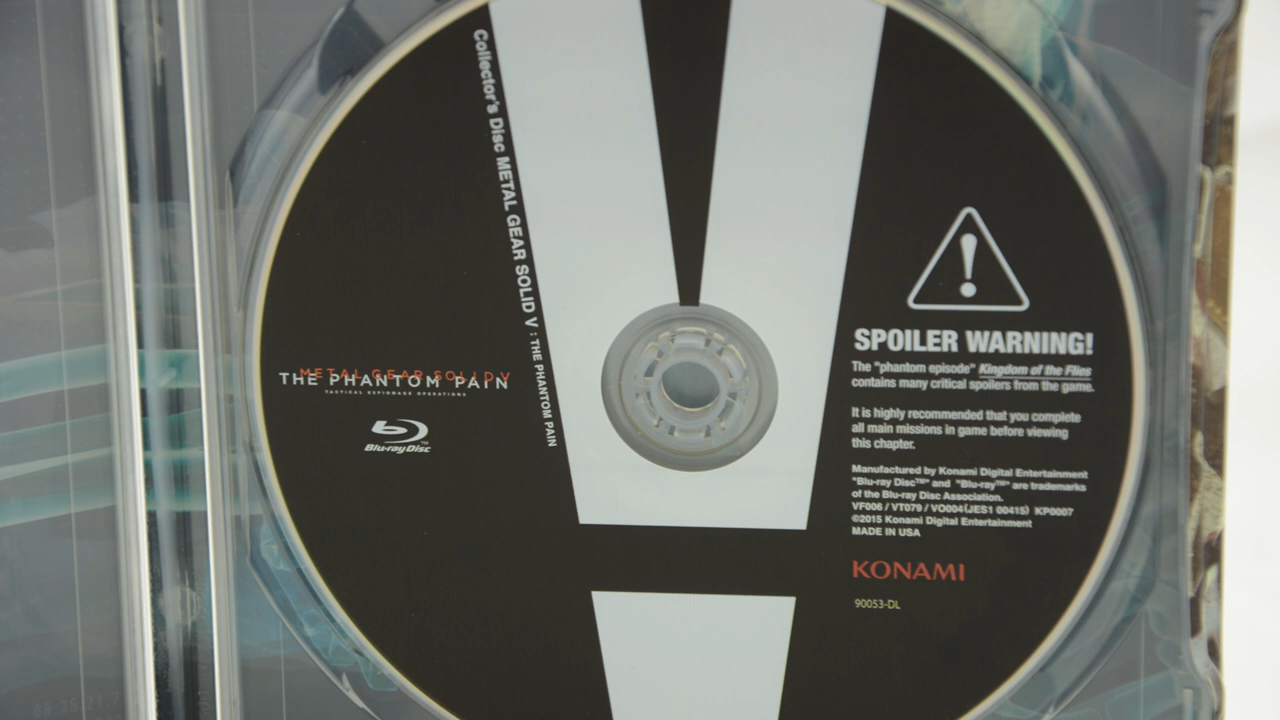 Collector's Disc METAL GEAR SOLID V : THE PHANTOM PAIN
METAL GEAR SOLID V
THE PHANTOM PAIN
TACTICAL ESPIONAGE OPERATIONS
Blu-ray Disc™
SPOILER WARNING!
The "phantom episode" Kingdom of the Flies
contains many critical spoilers from the game.
It is highly recommended that you complete
all main missions in game before viewing
this chapter.
Manufactured by Konami Digital Entertainment
"Blu-ray Disc™" and "Blu-ray™" are trademarks
of the Blu-ray Disc Association.
VF006 / VT079 / VO004(JES1 00415) KP0007
©2015 Konami Digital Entertainment
MADE IN USA
KONAMI
90053-DL